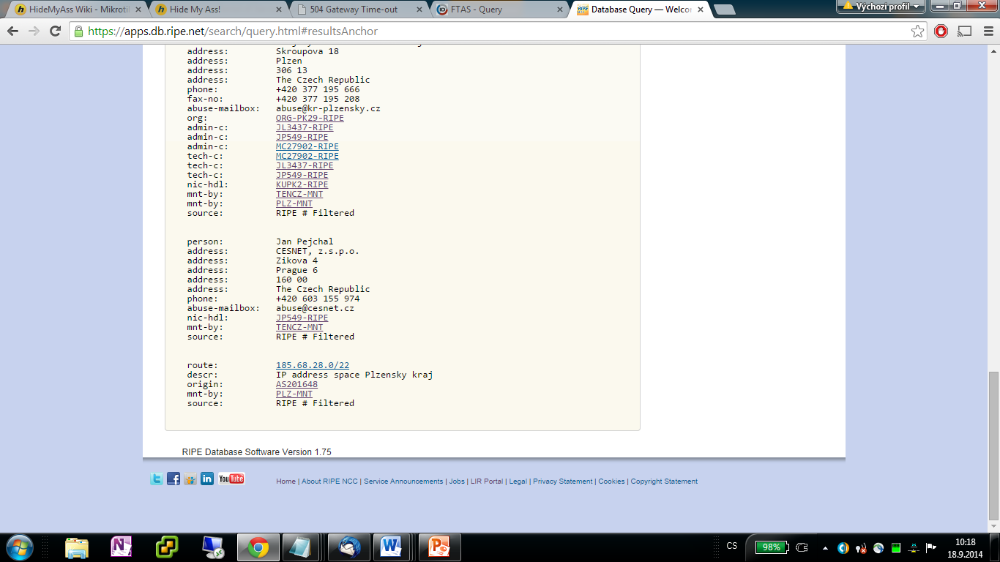 HideMyAss Wiki - Mikroti
Hide My Ass!
504 Gateway Time-out
FTAS - Query
Database Query — Welcor
Výchozí profil
https://apps.db.ripe.net/search/query.html#resultsAnchor
address: Skroupova 18
address: Plzen
address: 306 13
address: The Czech Republic
phone: +420 377 195 666
fax-no: +420 377 195 208
abuse-mailbox: abuse@kr-plzensky.cz
org: ORG-PK29-RIPE
admin-c: JL3437-RIPE
admin-c: JP549-RIPE
admin-c: MC27902-RIPE
tech-c: MC27902-RIPE
tech-c: JL3437-RIPE
tech-c: JP549-RIPE
nic-hdl: KUPK2-RIPE
mnt-by: TENCZ-MNT
mnt-by: PLZ-MNT
source: RIPE # Filtered
person: Jan Pejchal
address: CESNET, z.s.p.o.
address: Zikova 4
address: Prague 6
address: 160 00
address: The Czech Republic
phone: +420 603 155 974
abuse-mailbox: abuse@cesnet.cz
nic-hdl: JP549-RIPE
mnt-by: TENCZ-MNT
source: RIPE # Filtered
route: 185.68.28.0/22
descr: IP address space Plzensky kraj
origin: AS201648
mnt-by: PLZ-MNT
source: RIPE # Filtered
RIPE Database Software Version 1.75
You Tube
Home | About RIPE NCC | Service Announcements | Jobs | LIR Portal | Legal | Privacy Statement | Cookies | Copyright Statement
CS
98%
10:18
18.9.2014